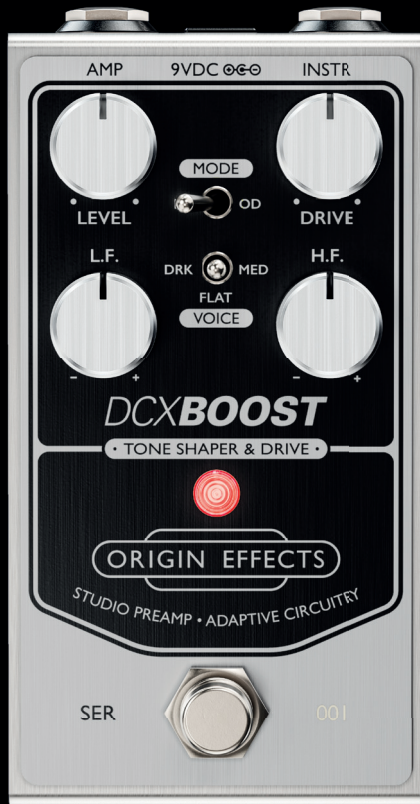 AMP 9VDC INSTR
MODE
OD
LEVEL DRIVE
L.F. H.F.
DRK MED
FLAT
VOICE
- + - +
DCXBOOST
• TONE SHAPER & DRIVE •
ORIGIN EFFECTS
STUDIO PREAMP • ADAPTIVE CIRCUITRY
SER 001